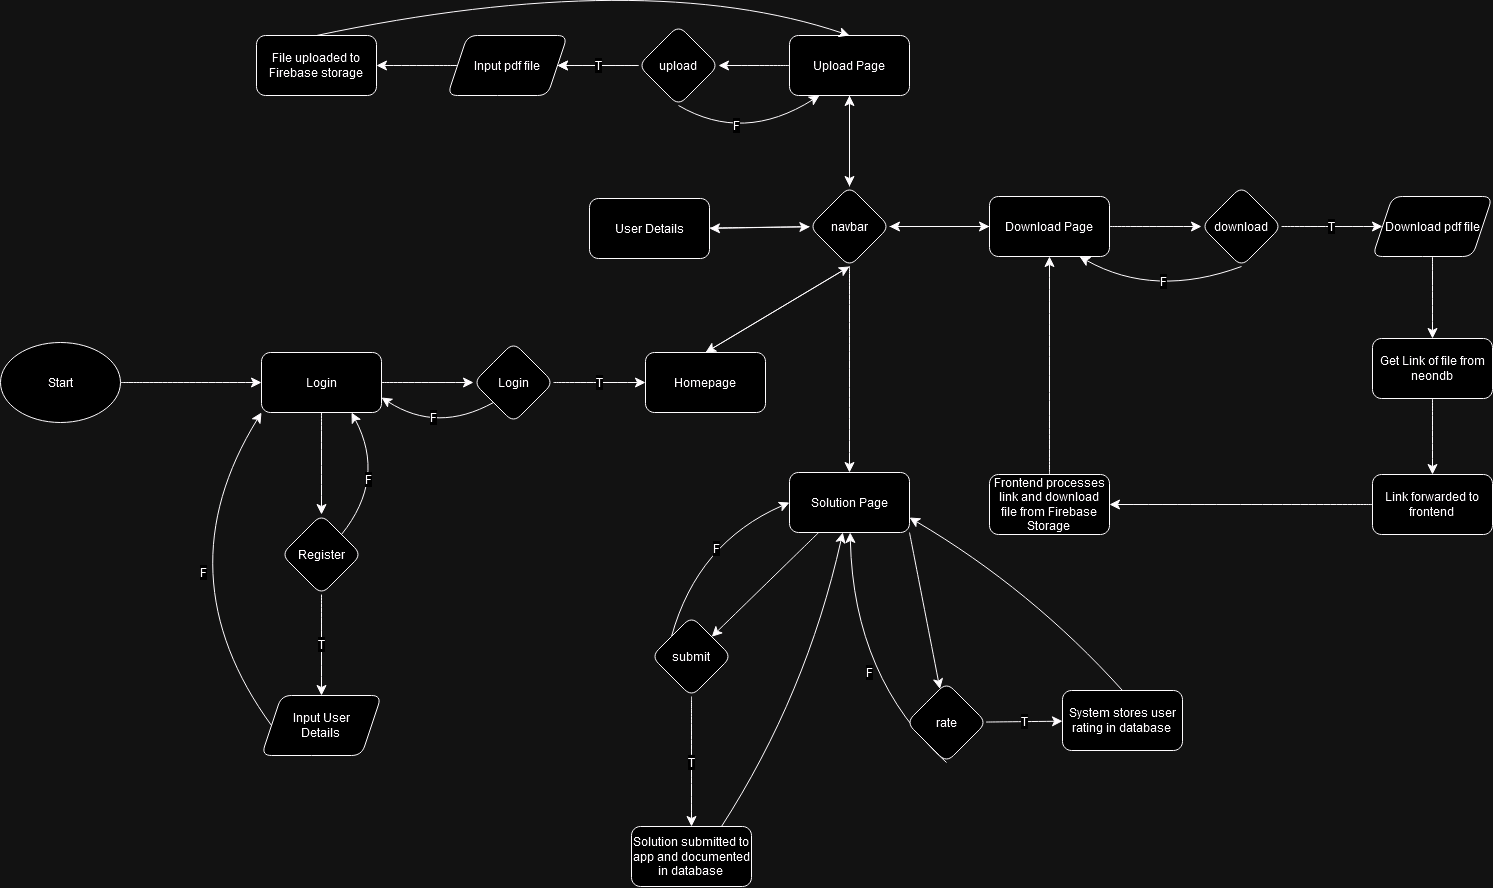 File uploaded to
Firebase storage
Input pdf file
T
upload
Upload Page
F
User Details
navbar
Download Page
download
T
Download pdf file
F
Start
Login
Login
T
Homepage
F
Get Link of file from
neondb
F
Frontend processes
link and download
file from Firebase
Storage
Link forwarded to
frontend
Solution Page
Register
F
F
T
submit
F
T
rate
T
System stores user
rating in database
F
Input User
Details
Solution submitted to
app and documented
in database